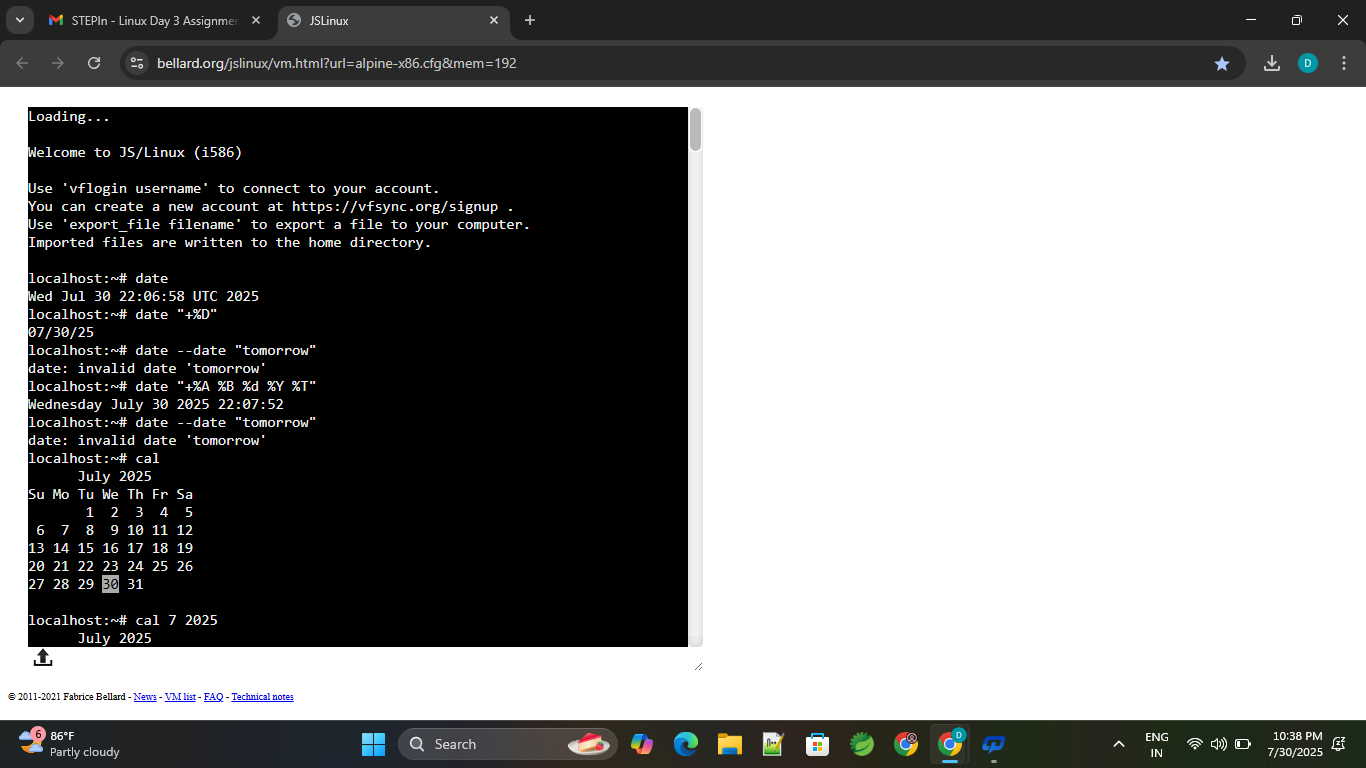 STEPIn - Linux Day 3 Assignmer
JSLinux
bellard.org/jslinux/vm.html?url=alpine-x86.cfg&mem=192
D
Loading...
Welcome to JS/Linux (i586)
Use 'vflogin username' to connect to your account.
You can create a new account at https://vfsync.org/signup .
Use 'export_file filename' to export a file to your computer.
Imported files are written to the home directory.
localhost:~# date
Wed Jul 30 22:06:58 UTC 2025
localhost:~# date "+%D"
07/30/25
localhost:~# date --date "tomorrow"
date: invalid date 'tomorrow'
localhost:~# date "+%A %B %d %Y %T"
Wednesday July 30 2025 22:07:52
localhost:~# date --date "tomorrow"
date: invalid date 'tomorrow'
localhost:~# cal
     July 2025
Su Mo Tu We Th Fr Sa
       1  2  3  4  5
 6  7  8  9 10 11 12
13 14 15 16 17 18 19
20 21 22 23 24 25 26
27 28 29 30 31
localhost:~# cal 7 2025
     July 2025
© 2011-2021 Fabrice Bellard - News - VM list - FAQ - Technical notes
6
86°F
Partly cloudy
Search
D
ENG
IN
10:38 PM
7/30/2025